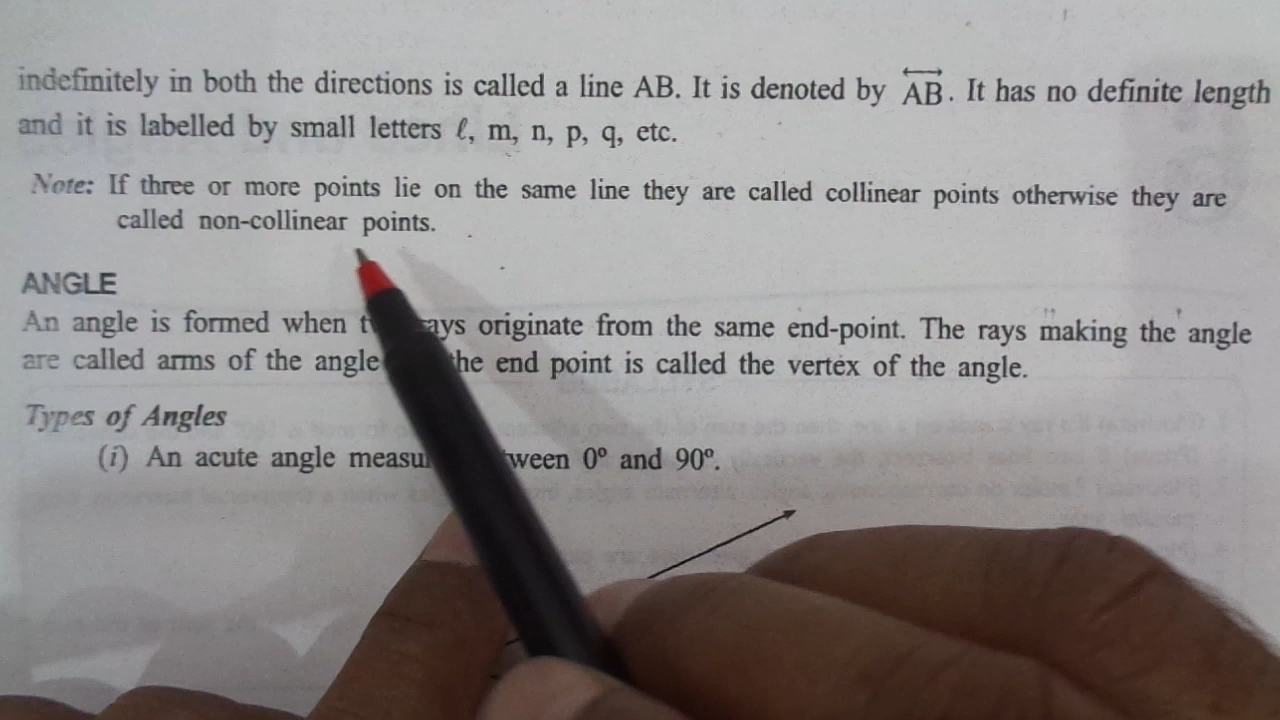 indefinitely in both the directions is called a line AB. It is denoted by AB. It has no definite length
and it is labelled by small letters ℓ, m, n, p, q, etc.
Note: If three or more points lie on the same line they are called collinear points otherwise they are
called non-collinear points.
ANGLE
An angle is formed when rays originate from the same end-point. The rays making the angle
are called arms of the angle the end point is called the vertex of the angle.
Types of Angles
(i) An acute angle 0° and 90°.